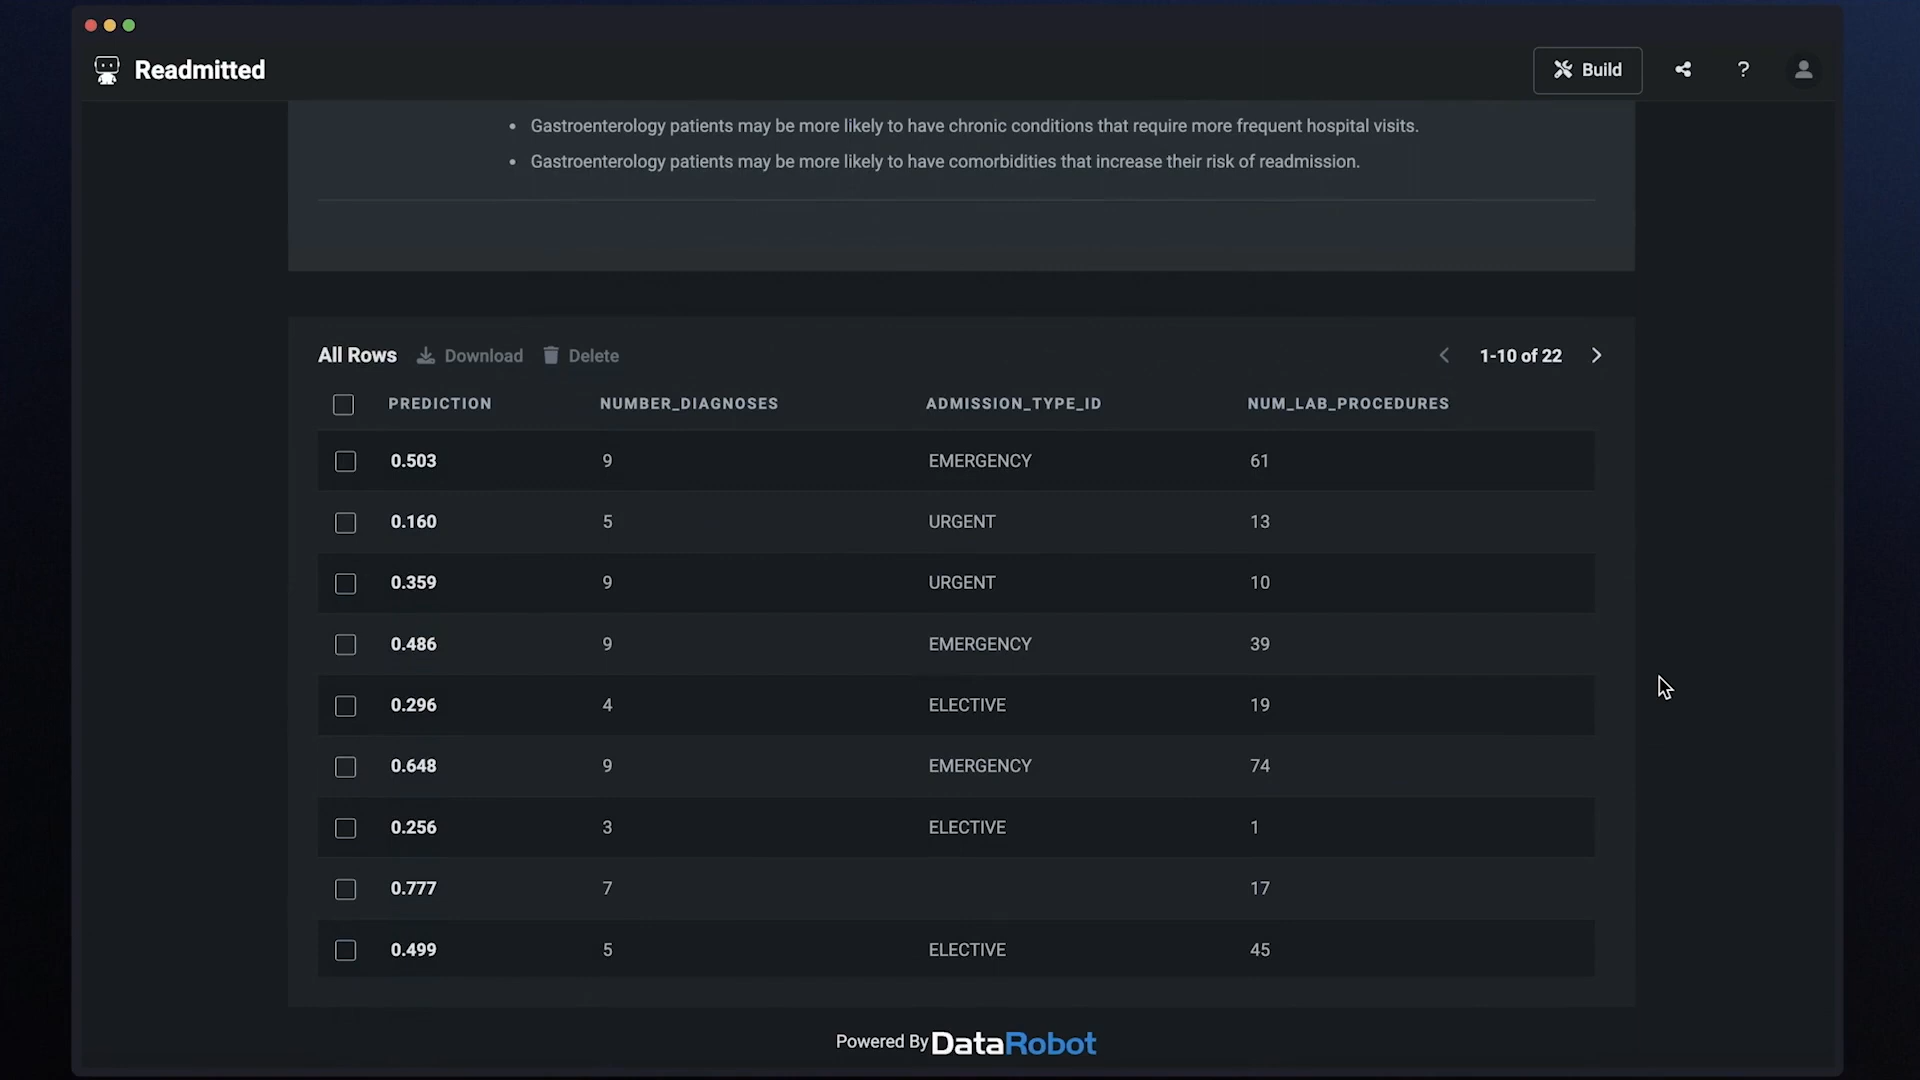 Readmitted
Build
?
• Gastroenterology patients may be more likely to have chronic conditions that require more frequent hospital visits.
• Gastroenterology patients may be more likely to have comorbidities that increase their risk of readmission.
All Rows Download Delete 1-10 of 22
PREDICTION NUMBER_DIAGNOSES ADMISSION_TYPE_ID NUM_LAB_PROCEDURES
0.503 9 EMERGENCY 61
0.160 5 URGENT 13
0.359 9 URGENT 10
0.486 9 EMERGENCY 39
0.296 4 ELECTIVE 19
0.648 9 EMERGENCY 74
0.256 3 ELECTIVE 1
0.777 7 17
0.499 5 ELECTIVE 45
Powered By DataRobot